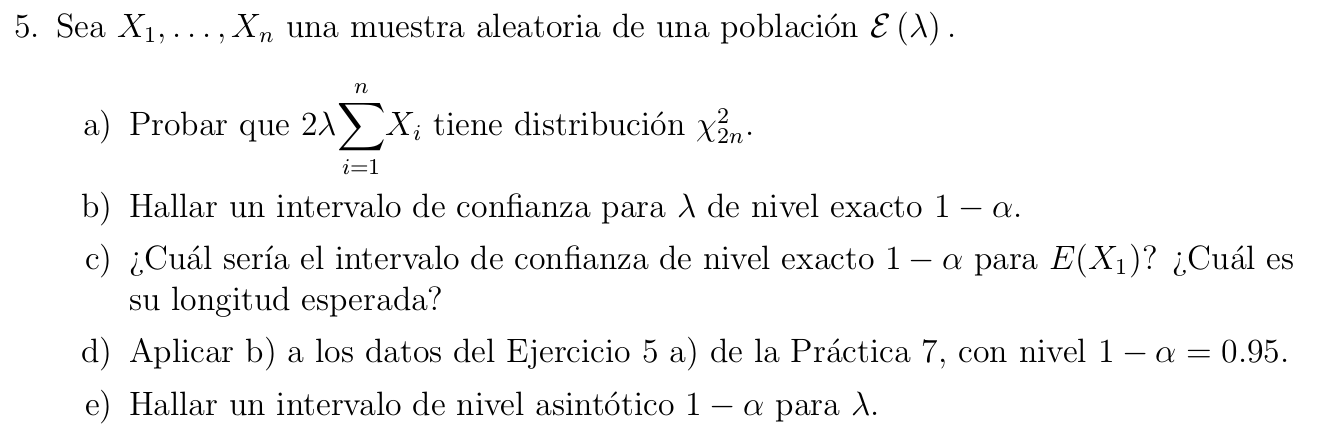 5. Sea $X_1, \ldots, X_n$ una muestra aleatoria de una población $\mathcal{E}(\lambda)$.
a) Probar que $2\lambda \sum_{i=1}^{n} X_i$ tiene distribución $\chi^2_{2n}$.
b) Hallar un intervalo de confianza para $\lambda$ de nivel exacto $1 - \alpha$.
c) ¿Cuál sería el intervalo de confianza de nivel exacto $1 - \alpha$ para $E(X_1)$? ¿Cuál es
su longitud esperada?
d) Aplicar b) a los datos del Ejercicio 5 a) de la Práctica 7, con nivel $1 - \alpha = 0.95$.
e) Hallar un intervalo de nivel asintótico $1 - \alpha$ para $\lambda$.